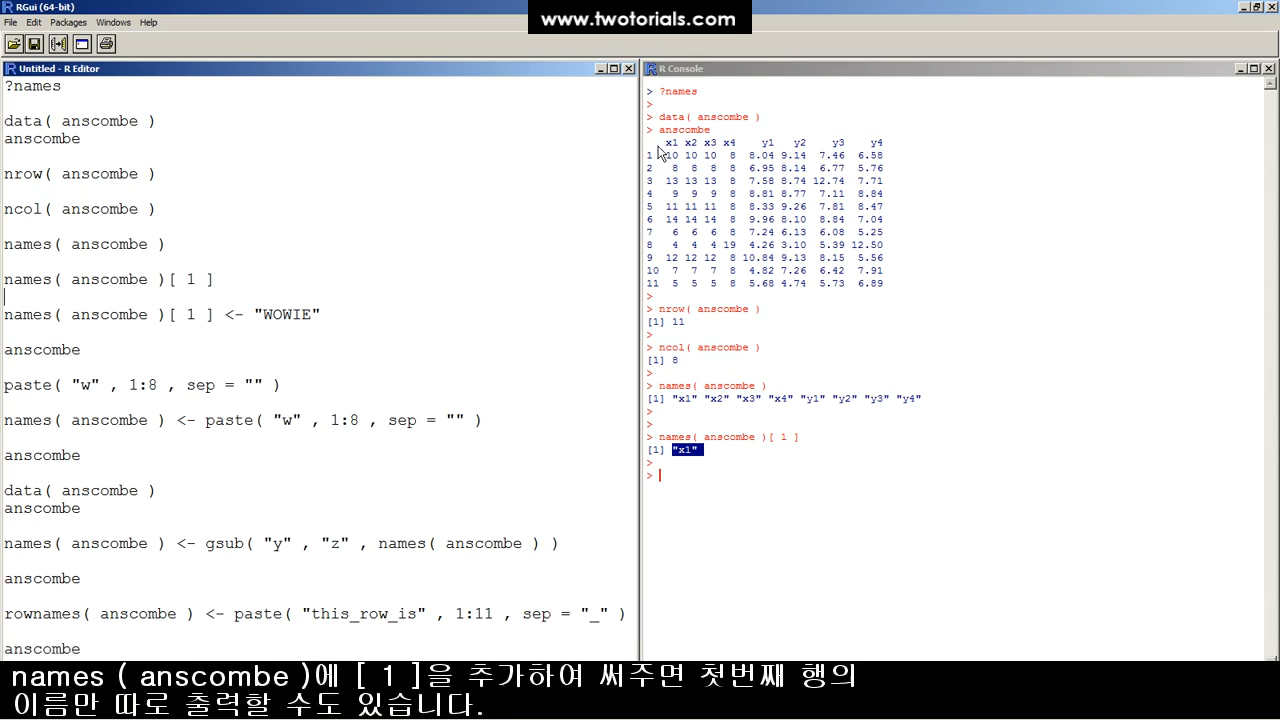 RGui (64-bit)
www.twotorials.com
File Edit Packages Windows Help
Untitled - R Editor
?names
data( anscombe )
anscombe
nrow( anscombe )
ncol( anscombe )
names( anscombe )
names( anscombe )[ 1 ]
names( anscombe )[ 1 ] <- "WOWIE"
anscombe
paste( "w" , 1:8 , sep = "" )
names( anscombe ) <- paste( "w" , 1:8 , sep = "" )
anscombe
data( anscombe )
anscombe
names( anscombe ) <- gsub( "y" , "z" , names( anscombe ) )
anscombe
rownames( anscombe ) <- paste( "this_row_is" , 1:11 , sep = "_" )
anscombe
R Console
> ?names
>
> data( anscombe )
> anscombe
x1 x2 x3 x4 y1 y2 y3 y4
1 10 10 10 8 8.04 9.14 7.46 6.58
2 8 8 8 8 6.95 8.14 6.77 5.76
3 13 13 13 8 7.58 8.74 12.74 7.71
4 9 9 9 8 8.81 8.77 7.11 8.84
5 11 11 11 8 8.33 9.26 7.81 8.47
6 14 14 14 8 9.96 8.10 8.84 7.04
7 6 6 6 8 7.24 6.13 6.08 5.25
8 4 4 4 19 4.26 3.10 5.39 12.50
9 12 12 12 8 10.84 9.13 8.15 5.56
10 7 7 7 8 4.82 7.26 6.42 7.91
11 5 5 5 8 5.68 4.74 5.73 6.89
>
> nrow( anscombe )
[1] 11
>
> ncol( anscombe )
[1] 8
>
> names( anscombe )
[1] "x1" "x2" "x3" "x4" "y1" "y2" "y3" "y4"
>
>
> names( anscombe )[ 1 ]
[1] "x1"
>
>
names ( anscombe )에 [ 1 ]을 추가하여 써주면 첫번째 행의
이름만 따로 출력할 수도 있습니다.